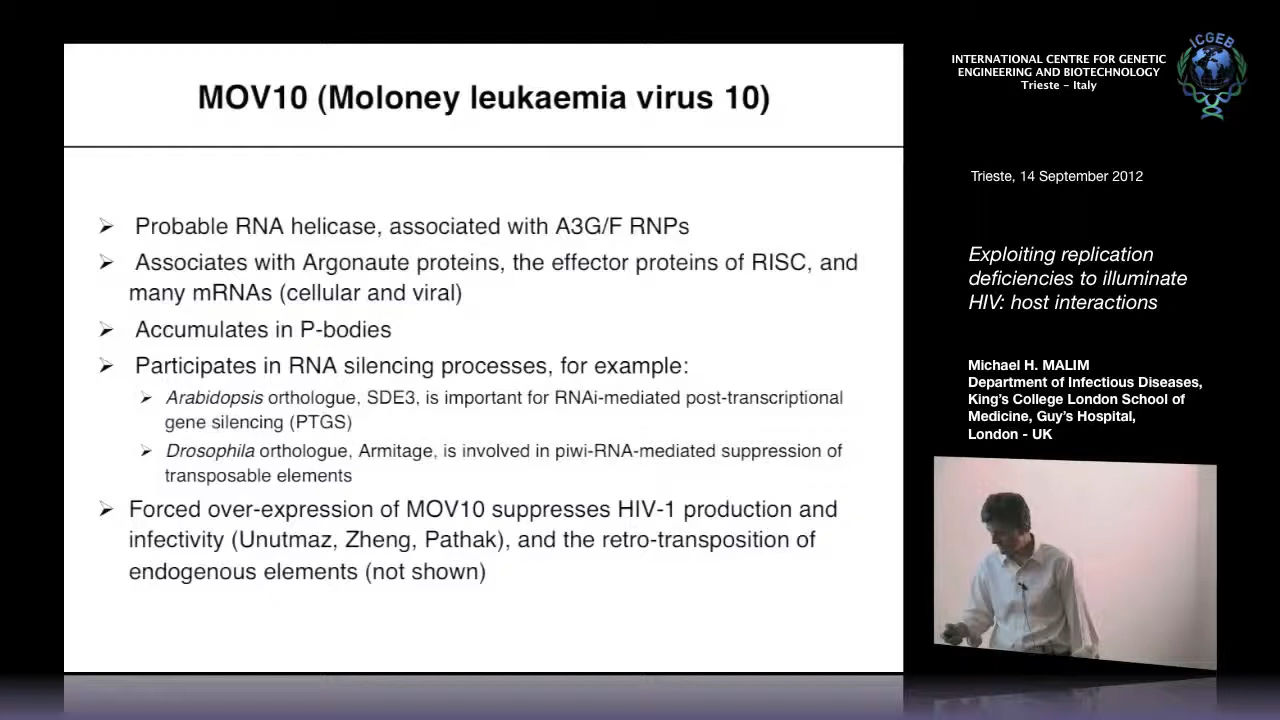 MOV10 (Moloney leukaemia virus 10)
➢ Probable RNA helicase, associated with A3G/F RNPs
➢ Associates with Argonaute proteins, the effector proteins of RISC, and
many mRNAs (cellular and viral)
➢ Accumulates in P-bodies
➢ Participates in RNA silencing processes, for example:
➢ Arabidopsis orthologue, SDE3, is important for RNAi-mediated post-transcriptional
gene silencing (PTGS)
➢ Drosophila orthologue, Armitage, is involved in piwi-RNA-mediated suppression of
transposable elements
➢ Forced over-expression of MOV10 suppresses HIV-1 production and
infectivity (Unutmaz, Zheng, Pathak), and the retro-transposition of
endogenous elements (not shown)
INTERNATIONAL CENTRE FOR GENETIC
ENGINEERING AND BIOTECHNOLOGY
Trieste – Italy
ICGEB
Trieste, 14 September 2012
Exploiting replication
deficiencies to illuminate
HIV: host interactions
Michael H. MALIM
Department of Infectious Diseases,
King's College London School of
Medicine, Guy's Hospital,
London - UK